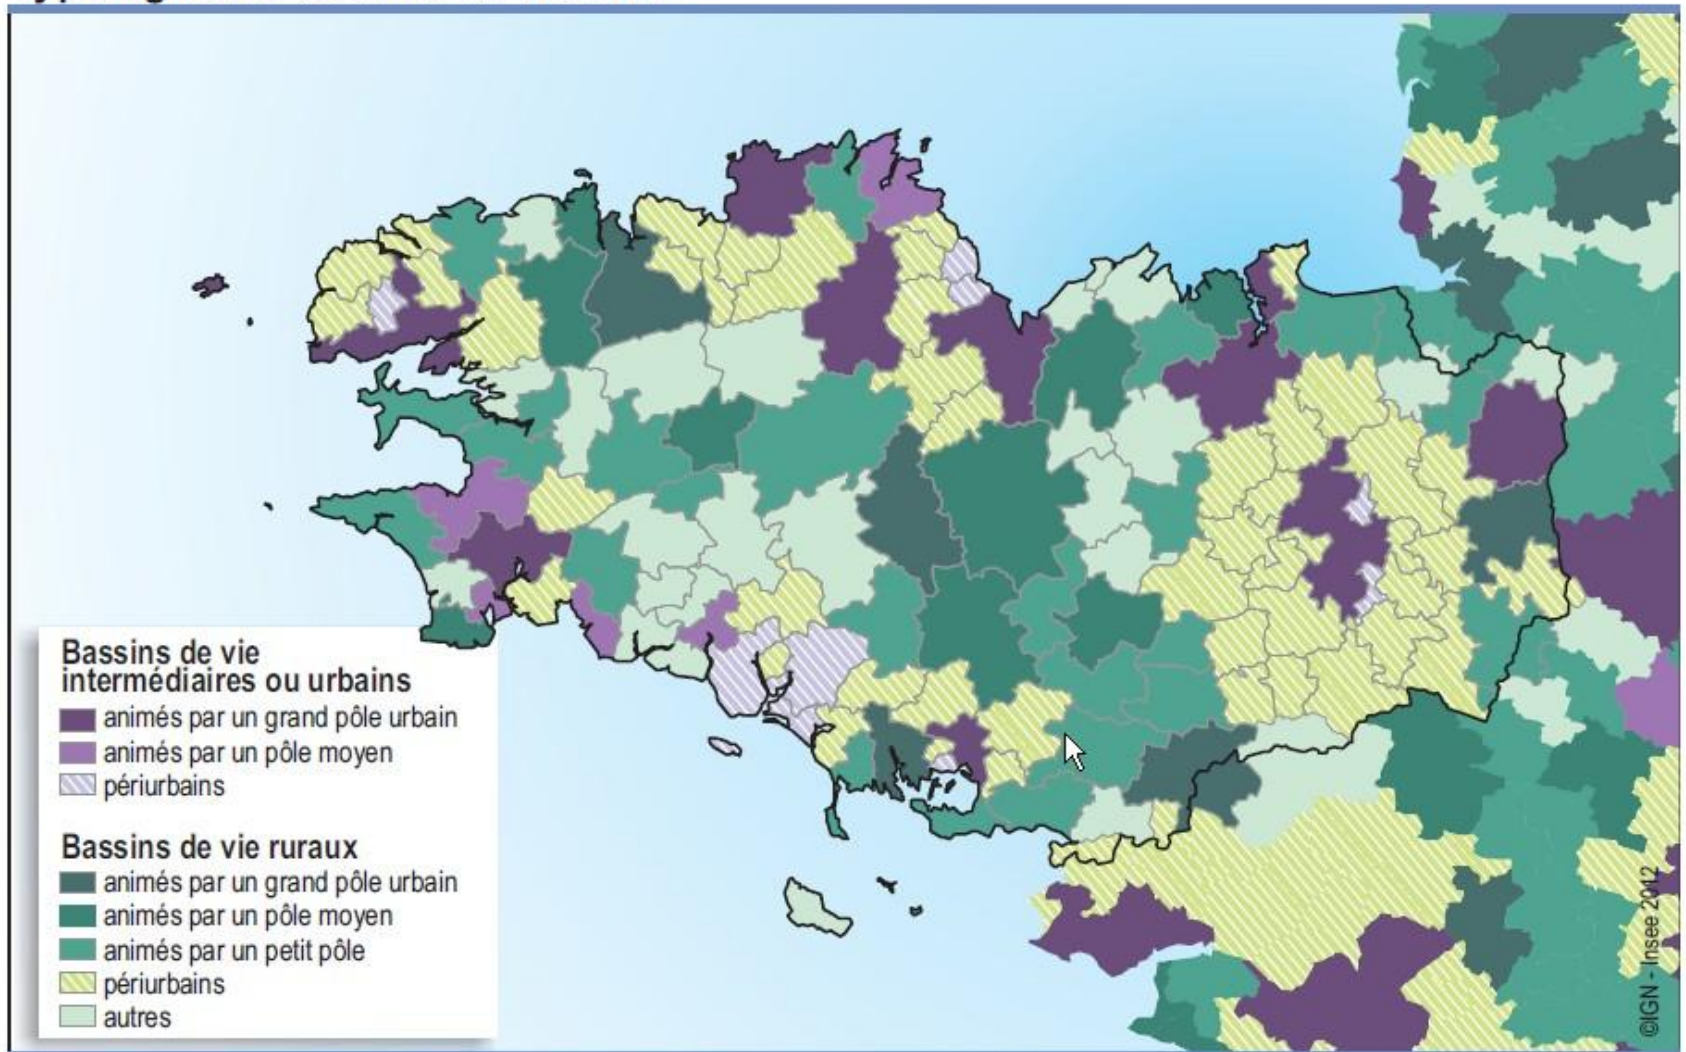 Bassins de vie
intermédiaires ou urbains
animés par un grand pôle urbain
animés par un pôle moyen
périurbains
Bassins de vie ruraux
animés par un grand pôle urbain
animés par un pôle moyen
animés par un petit pôle
périurbains
autres
©IGN - Insee 2012